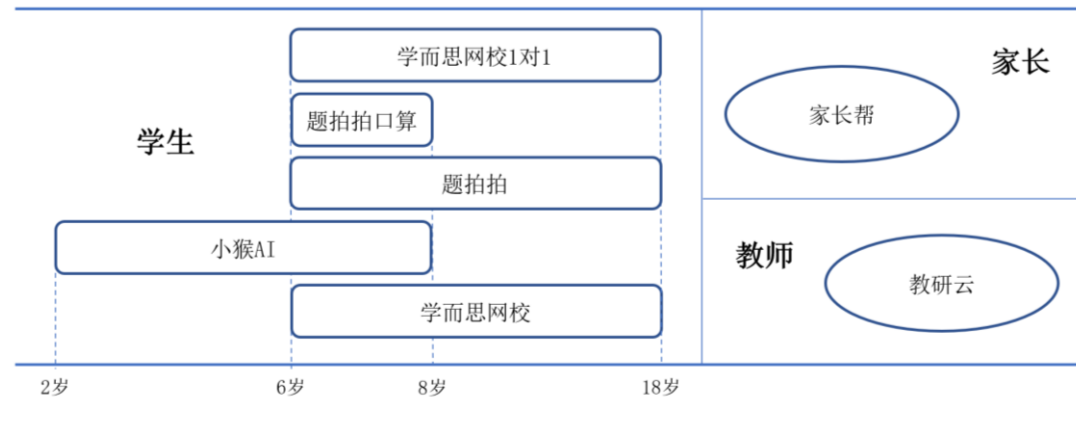 学生
学而思网校1对1
题拍拍口算
题拍拍
小猴AI
学而思网校
2岁
6岁
8岁
18岁
家长
家长帮
教师
教研云